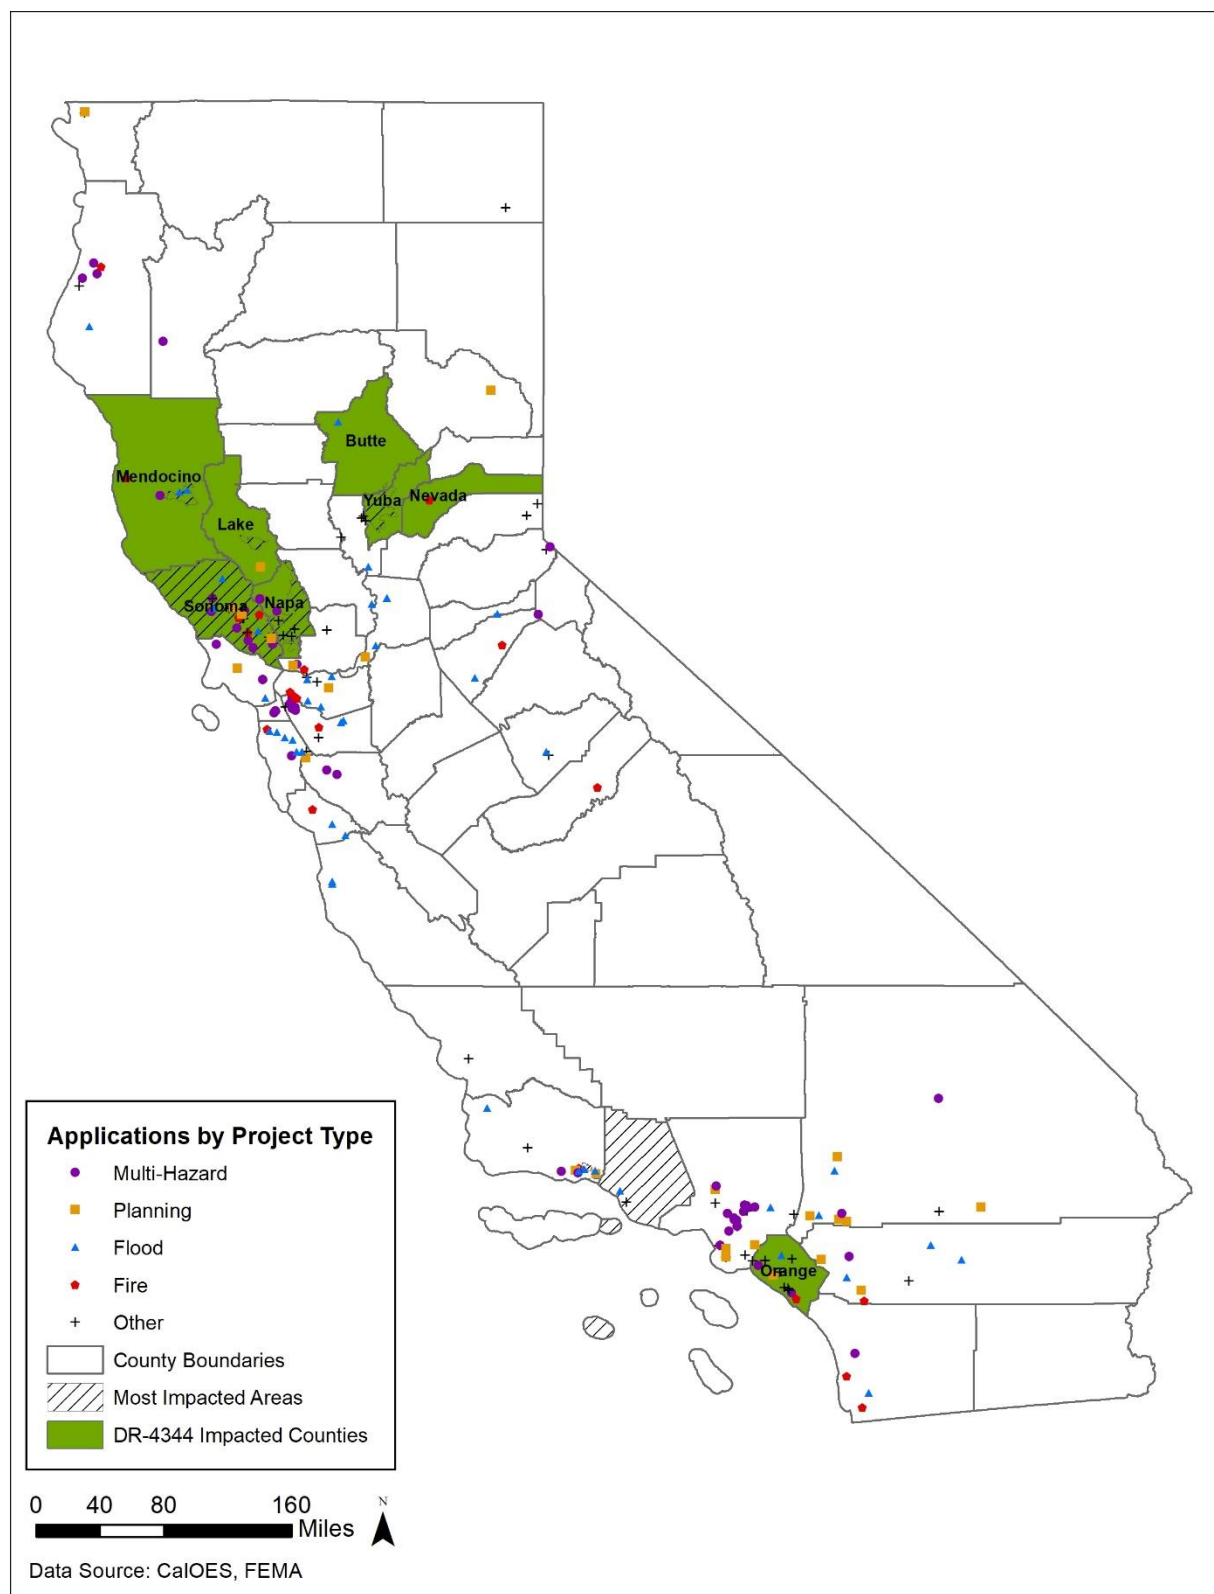 Butte
Mendocino
Yuba
Nevada
Lake
Sonoma
Napa
Orange
Applications by Project Type
Multi-Hazard
Planning
Flood
Fire
Other
County Boundaries
Most Impacted Areas
DR-4344 Impacted Counties
0 40 80 160
Miles
N
Data Source: CalOES, FEMA